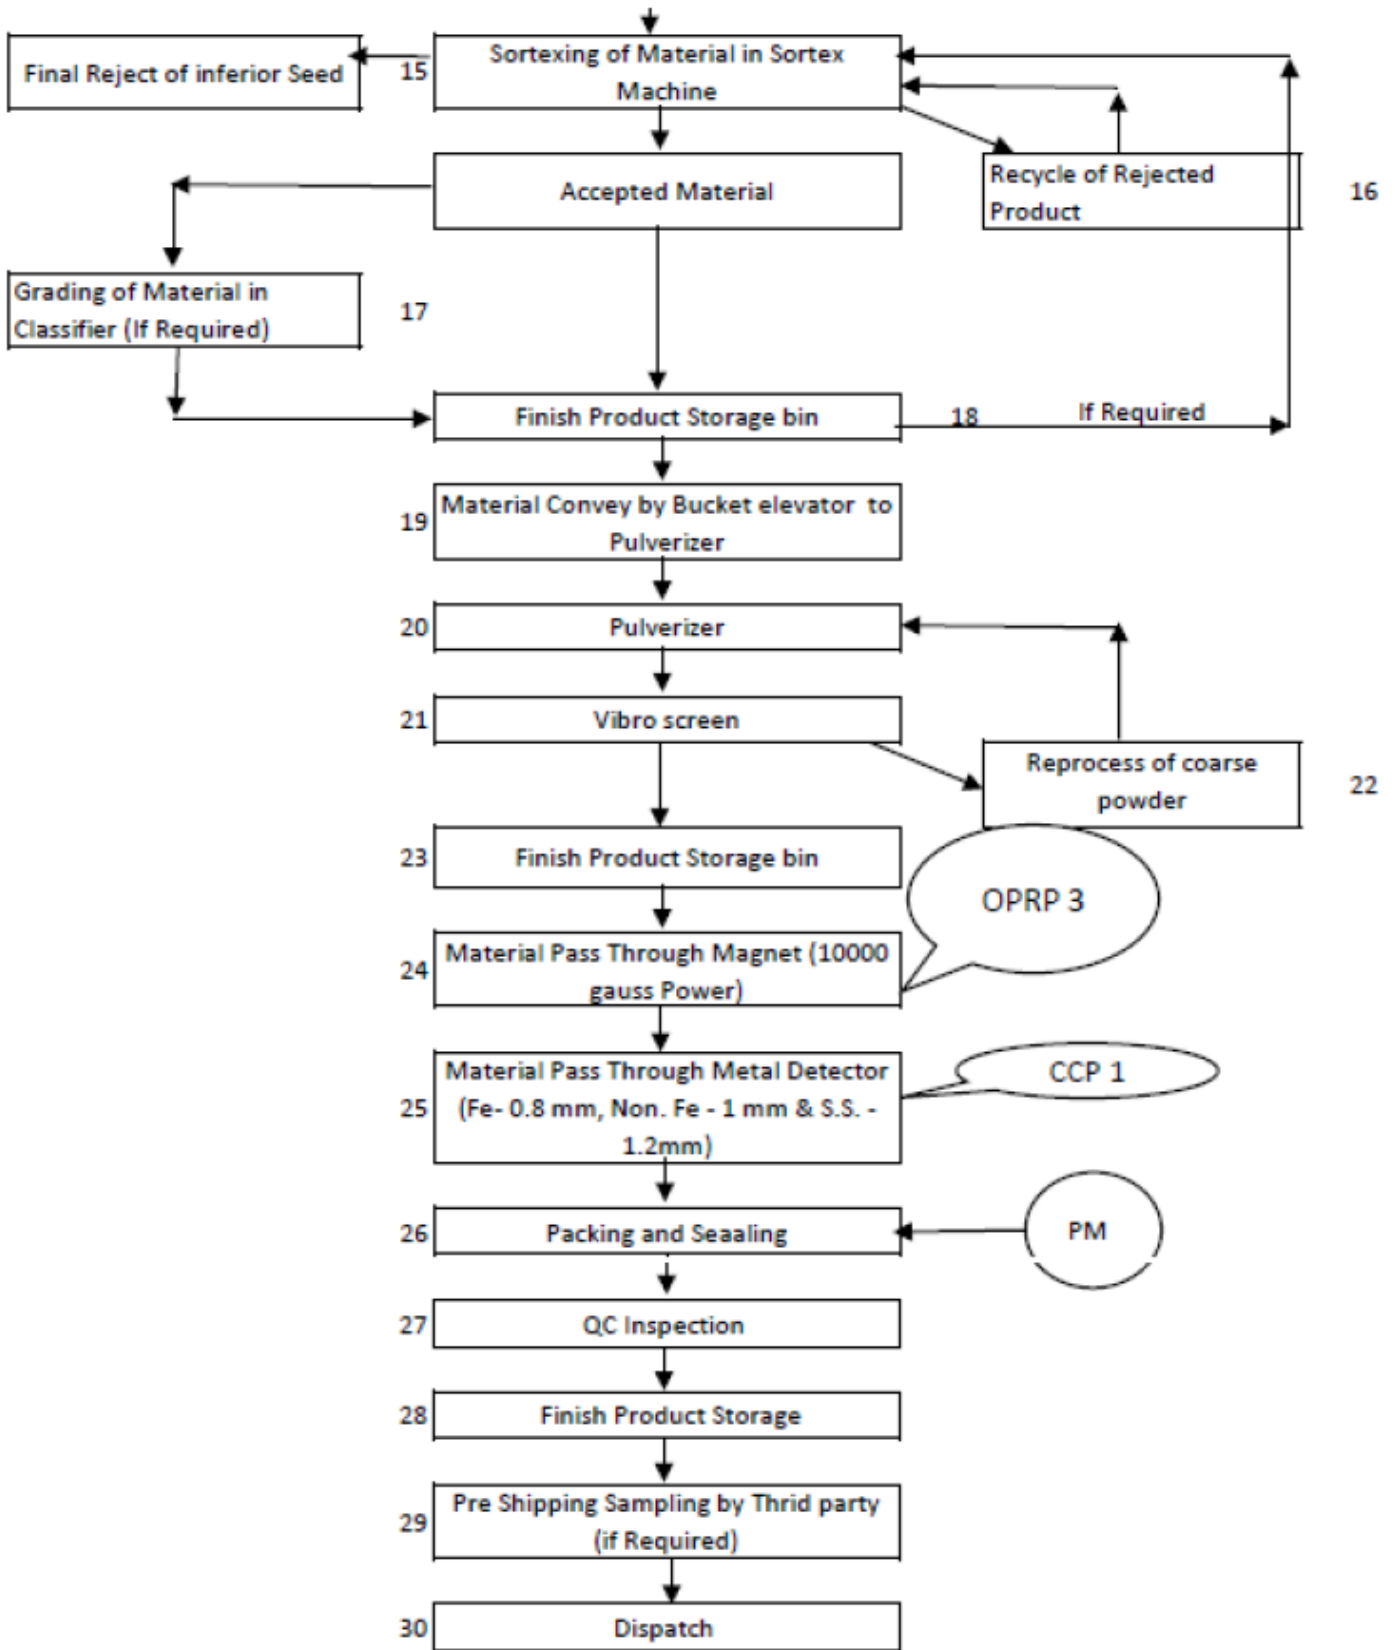 Final Reject of inferior Seed
15
Sortexing of Material in Sortex
Machine
Accepted Material
Recycle of Rejected
Product
16
Grading of Material in
Classifier (If Required)
17
Finish Product Storage bin
18
If Required
19
Material Convey by Bucket elevator to
Pulverizer
20
Pulverizer
21
Vibro screen
Reprocess of coarse
powder
22
23
Finish Product Storage bin
OPRP 3
24
Material Pass Through Magnet (10000
gauss Power)
25
Material Pass Through Metal Detector
(Fe- 0.8 mm, Non. Fe - 1 mm & S.S. -
1.2mm)
CCP 1
26
Packing and Seaaling
PM
27
QC Inspection
28
Finish Product Storage
29
Pre Shipping Sampling by Thrid party
(if Required)
30
Dispatch